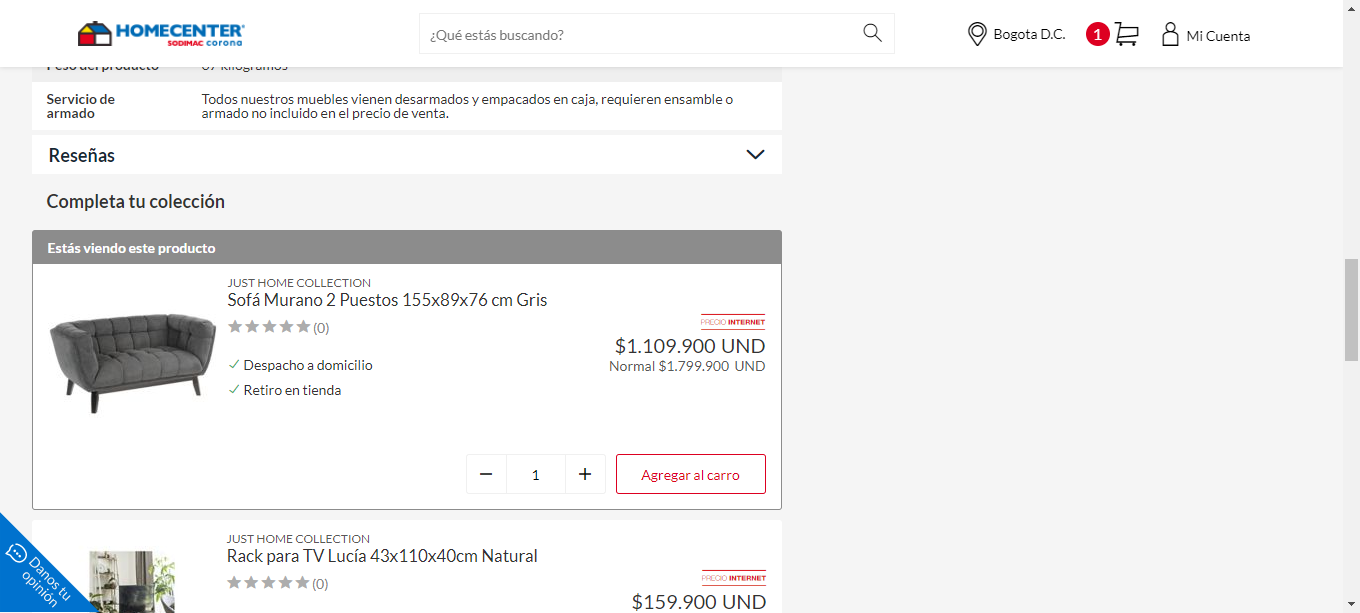 HOMECENTER
SODIMAC corona
¿Qué estás buscando?
Bogota D.C.
1
Mi Cuenta
Peso del producto
67 kilogramos
Servicio de
armado
Todos nuestros muebles vienen desarmados y empacados en caja, requieren ensamble o
armado no incluido en el precio de venta.
Reseñas
Completa tu colección
Estás viendo este producto
JUST HOME COLLECTION
Sofá Murano 2 Puestos 155x89x76 cm Gris
(0)
PRECIO INTERNET
$1.109.900 UND
Normal $1.799.900 UND
Despacho a domicilio
Retiro en tienda
1
Agregar al carro
JUST HOME COLLECTION
Rack para TV Lucía 43x110x40cm Natural
(0)
PRECIO INTERNET
$159.900 UND
Danos tu
opinión